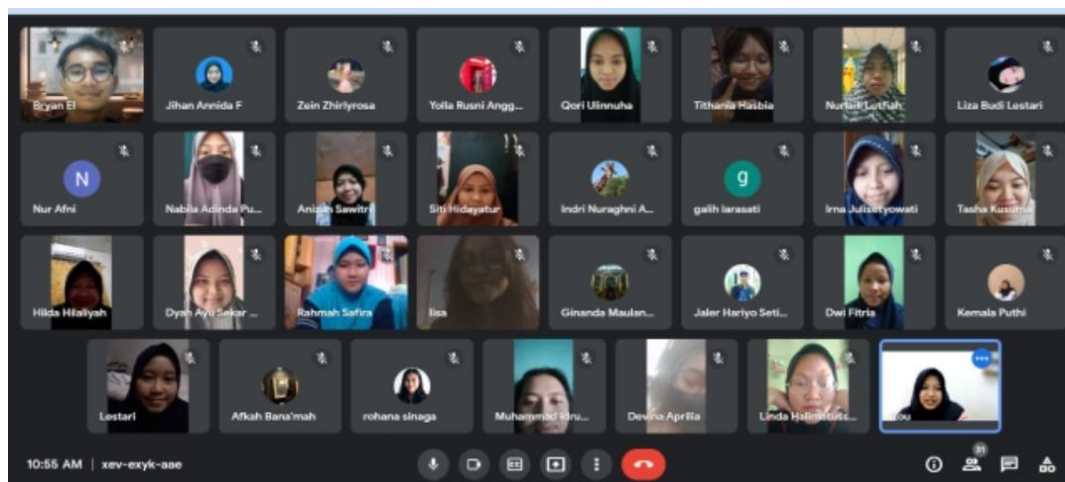 Bryan El
Jihan Annida F
Zein Zhirlyrosa
Yolla Rusni Angg...
Qori Ulinnuha
Tithania Hasbia
Nurlaili Lutfiah
Liza Budi Lestari
N
Nur Afni
Nabila Adinda Pu...
Anizah Sawitri
Siti Hidayatur
Indri Nuraghni A...
g
galih larasati
Irna Julisetyowati
Tasha Kusuma
Hilda Hilaliyah
Dyah Ayu Sekar ...
Rahmah Safira
Ginanda Maulan...
Jaler Hariyo Seti...
Dwi Fitria
Kemala Puthi
Lestari
Afkah Bana'mah
rohana sinaga
Muhammad idru...
Devina Aprilia
Linda Halimatuss...
You
10:55 AM | xev-exyk-aae
31